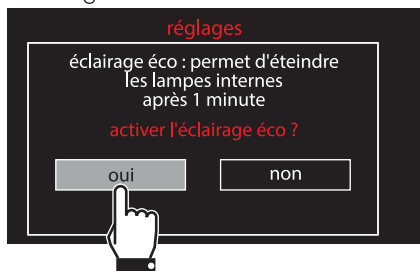 réglages
éclairage éco : permet d'éteindre
les lampes internes
après 1 minute
activer l'éclairage éco ?
oui
non